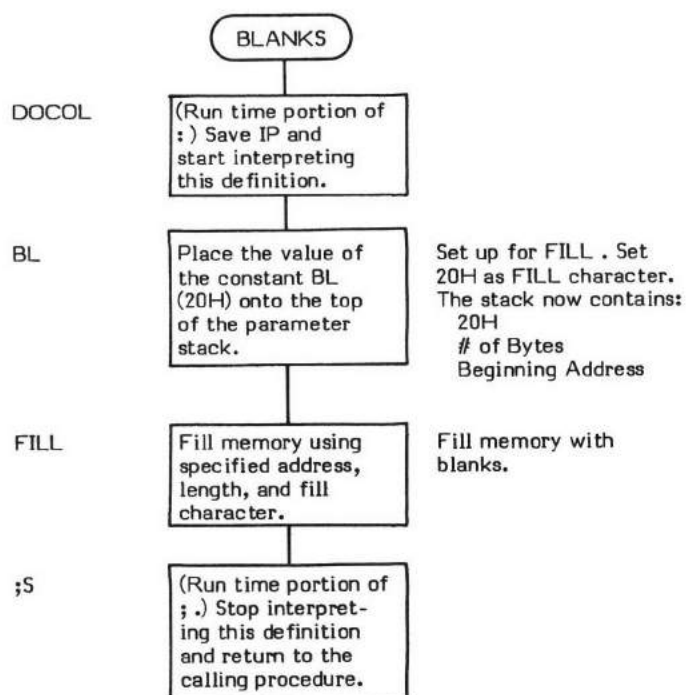 BLANKS
DOCOL
(Run time portion of
: ) Save IP and
start interpreting
this definition.
BL
Place the value of
the constant BL
(20H) onto the top
of the parameter
stack.
Set up for FILL . Set
20H as FILL character.
The stack now contains:
20H
# of Bytes
Beginning Address
FILL
Fill memory using
specified address,
length, and fill
character.
Fill memory with
blanks.
;S
(Run time portion of
; .) Stop interpret-
ing this definition
and return to the
calling procedure.